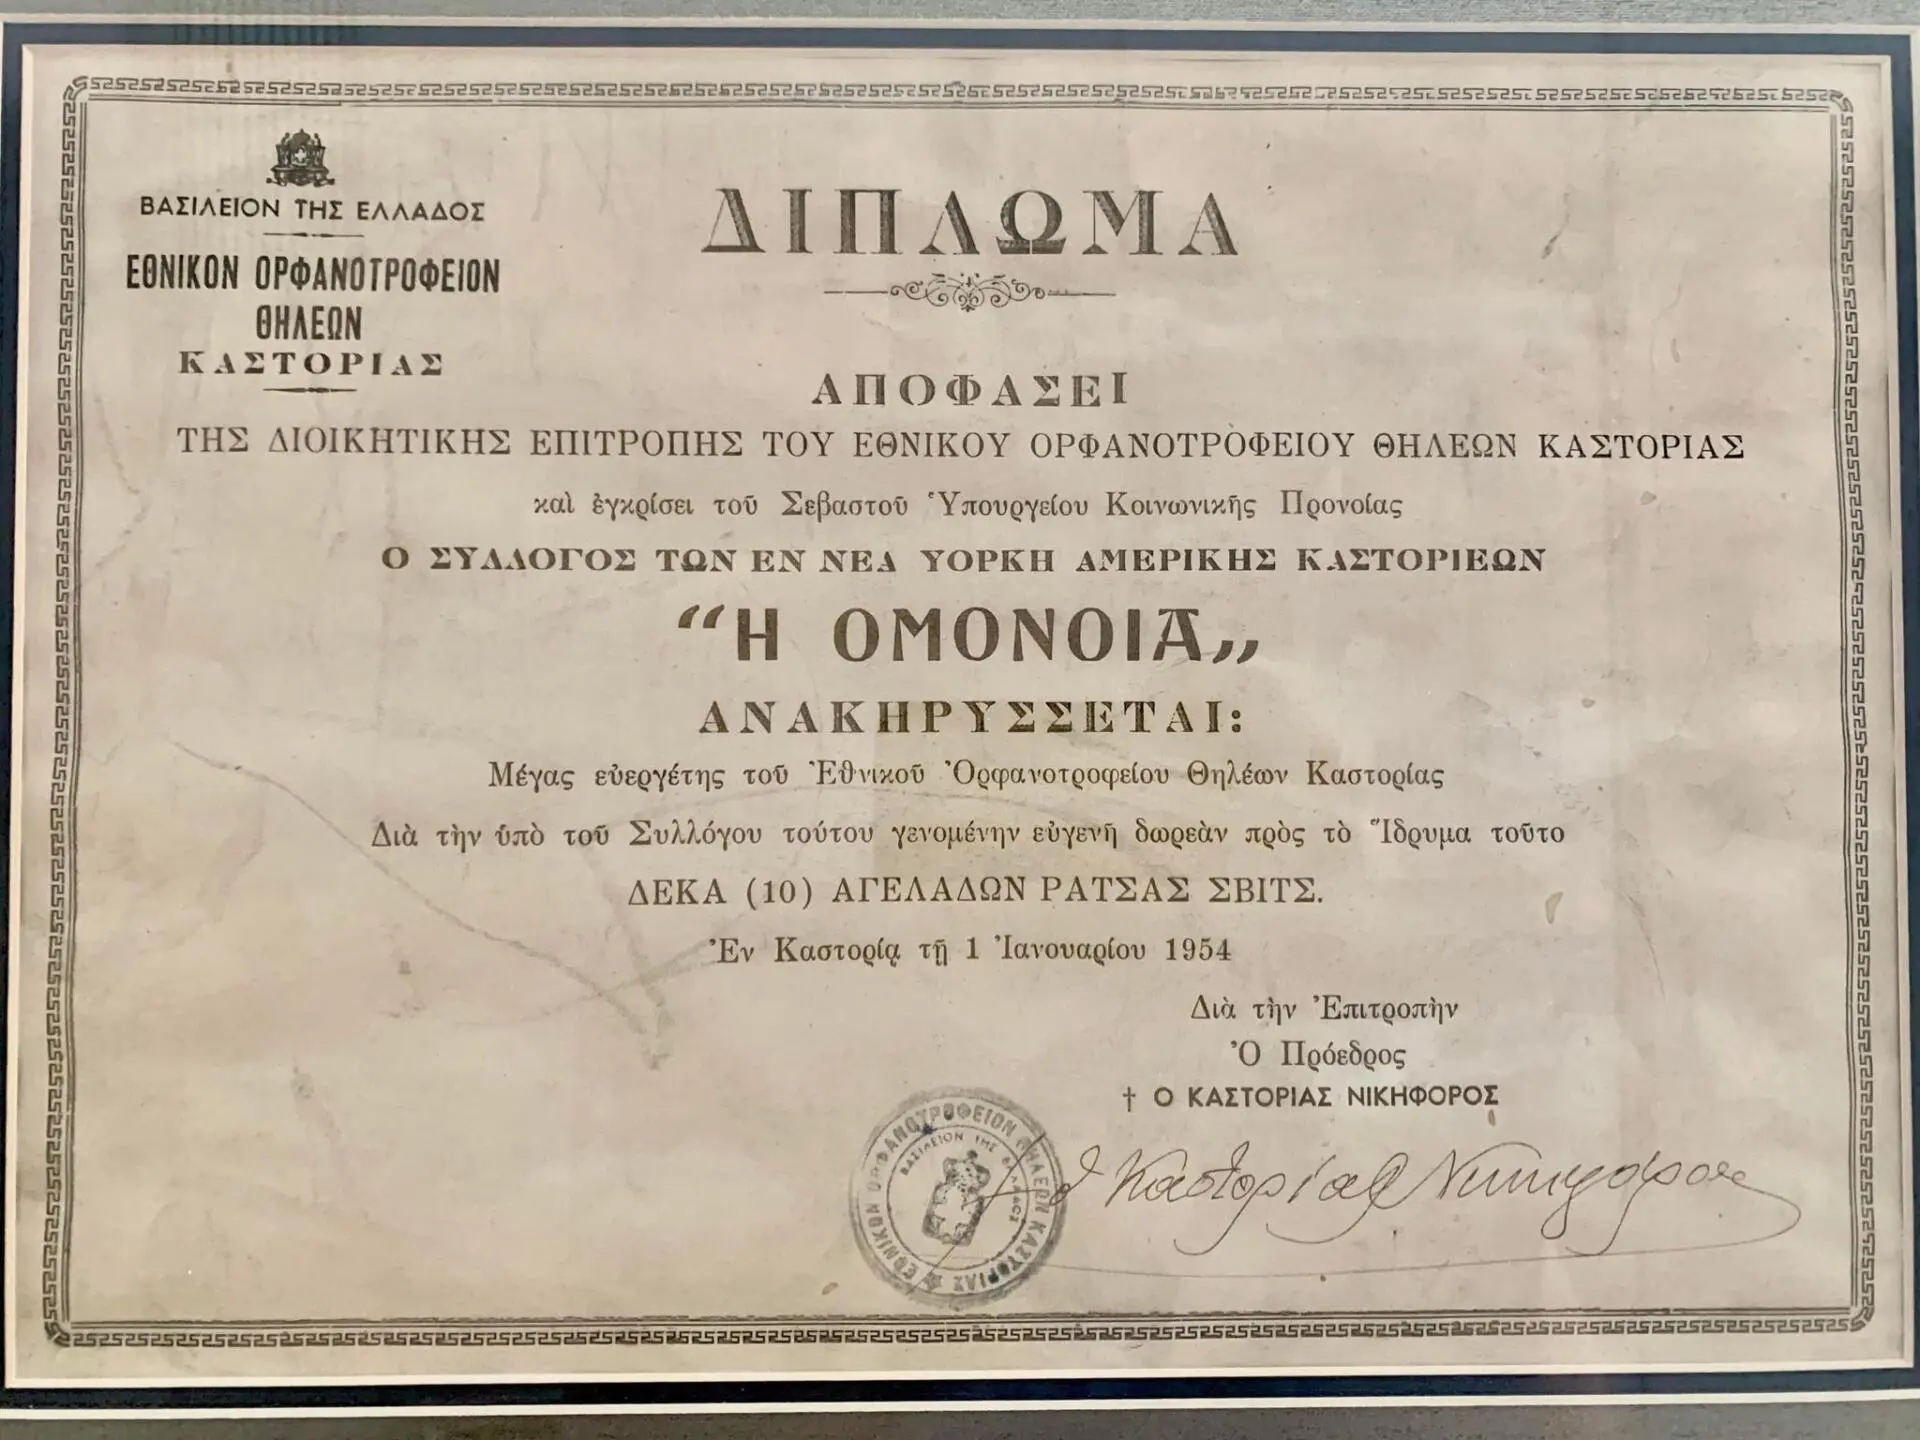 ΒΑΣΙΛΕΙΟΝ ΤΗΣ ΕΛΛΑΔΟΣ
ΕΘΝΙΚΟΝ ΟΡΦΑΝΟΤΡΟΦΕΙΟΝ
ΘΗΛΕΩΝ
ΚΑΣΤΟΡΙΑΣ
ΔΙΠΛΩΜΑ
ΑΠΟΦΑΣΕΙ
ΤΗΣ ΔΙΟΙΚΗΤΙΚΗΣ ΕΠΙΤΡΟΠΗΣ ΤΟΥ ΕΘΝΙΚΟΥ ΟΡΦΑΝΟΤΡΟΦΕΙΟΥ ΘΗΛΕΩΝ ΚΑΣΤΟΡΙΑΣ
καὶ ἐγκρίσει τοῦ Σεβαστοῦ Ὑπουργείου Κοινωνικῆς Προνοίας
Ο ΣΥΛΛΟΓΟΣ ΤΩΝ ΕΝ ΝΕΑ ΥΟΡΚΗ ΑΜΕΡΙΚΗΣ ΚΑΣΤΟΡΙΕΩΝ
“Η ΟΜΟΝΟΙΑ„
ΑΝΑΚΗΡΥΣΣΕΤΑΙ:
Μέγας εὐεργέτης τοῦ Ἐθνικοῦ Ὀρφανοτροφείου Θηλέων Καστορίας
Διὰ τὴν ὑπὸ τοῦ Συλλόγου τούτου γενομένην εὐγενῆ δωρεὰν πρὸς τὸ Ἵδρυμα τοῦτο
ΔΕΚΑ (10) ΑΓΕΛΑΔΩΝ ΡΑΤΣΑΣ ΣΒΙΤΣ.
Ἐν Καστορίᾳ τῇ 1 Ἰανουαρίου 1954
Διὰ τὴν Ἐπιτροπὴν
Ὁ Πρόεδρος
† Ο ΚΑΣΤΟΡΙΑΣ ΝΙΚΗΦΟΡΟΣ
† ὁ Καστορίας Νικηφόρος
ΕΘΝΙΚΟΝ ΟΡΦΑΝΟΤΡΟΦΕΙΟΝ ΘΗΛΕΩΝ ΚΑΣΤΟΡΙΑΣ
ΒΑΣΙΛΕΙΟΝ ΤΗΣ ΕΛΛΑΔΟΣ